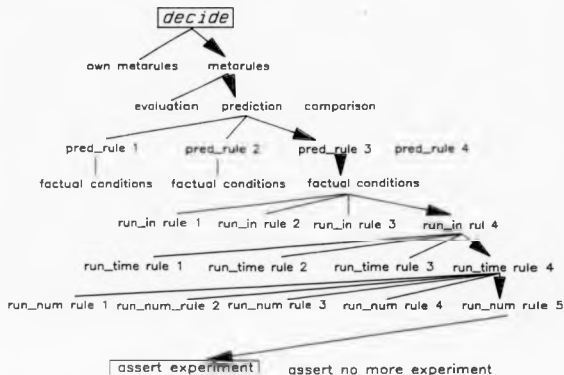 decide
own metarules metarules
evaluation prediction comparison
pred_rule 1 pred_rule 2 pred_rule 3 pred_rule 4
factual conditions factual conditions factual conditions
run_in rule 1 run_in rule 2 run_in rule 3 run_in rul 4
run_time rule 1 run_time rule 2 run_time rule 3 run_time rule 4
run_num rule 1 run_num_rule 2 run_num rule 3 run_num rule 4 run_num rule 5
assert experiment assert no more experiment